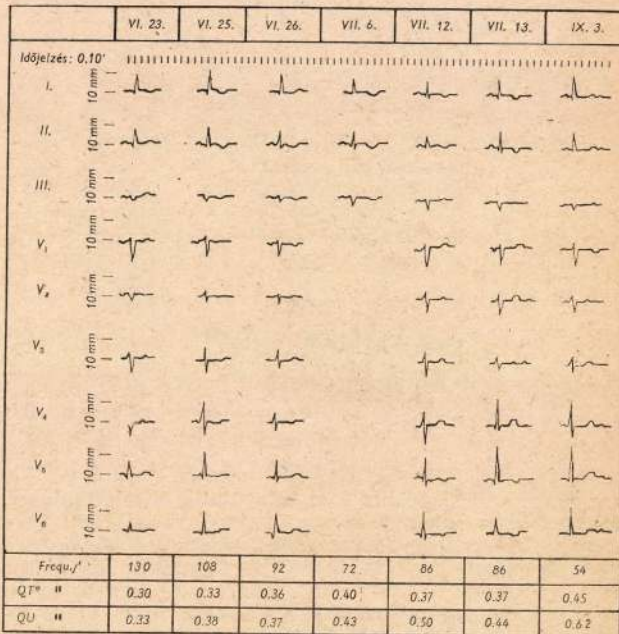 VI. 23. VI. 25. VI. 26. VII. 6. VII. 12. VII. 13. IX. 3.
Időjelzés: 0,10'
I. 10 mm
II. 10 mm
III. 10 mm
V₁ 10 mm
V₂ 10 mm
V₃ 10 mm
V₄ 10 mm
V₅ 10 mm
V₆ 10 mm
Frequ./' 130 108 92 72 86 86 54
QT" " 0.30 0.33 0.36 0.40 0.37 0.37 0.45
QU " 0.33 0.38 0.37 0.43 0.50 0.44 0.62